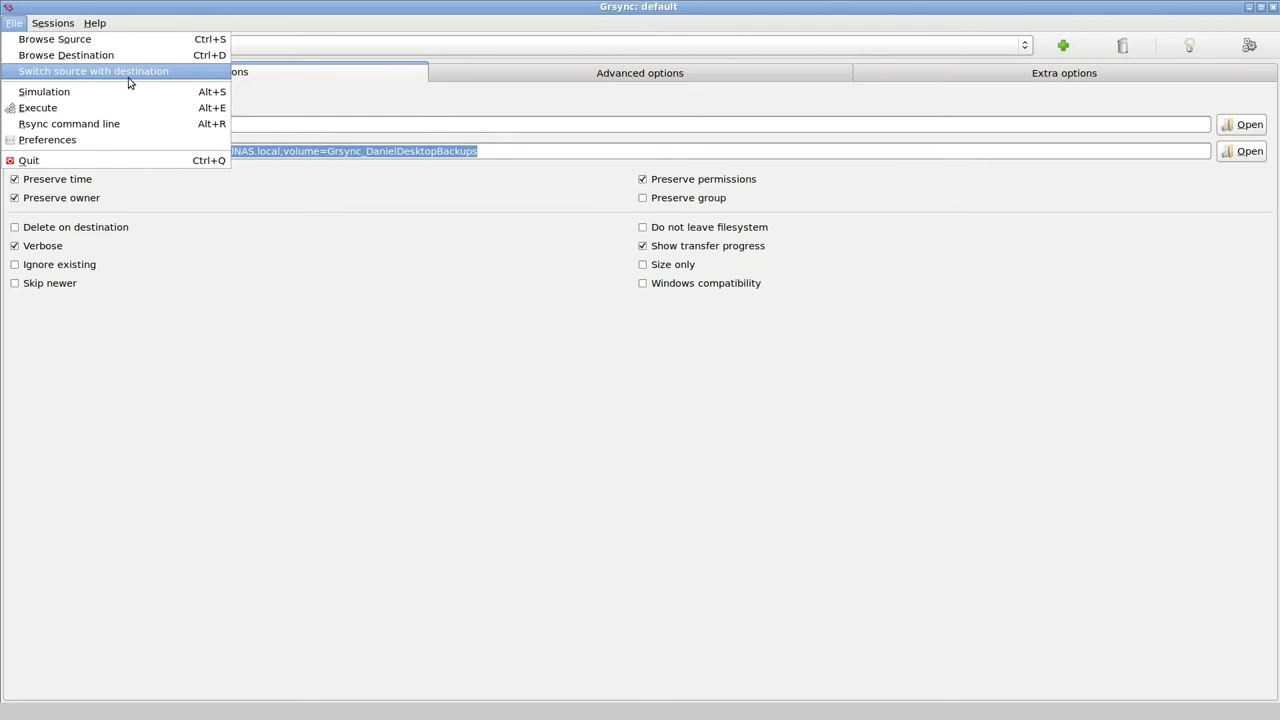 Grsync: default
File Sessions Help
Browse Source Ctrl+S
Browse Destination Ctrl+D
Switch source with destination
ons Advanced options Extra options
Simulation Alt+S
Execute Alt+E
Rsync command line Alt+R
Open
Preferences
NAS.local,volume=Grsync_DanielDesktopBackups Open
Quit Ctrl+Q
Preserve time Preserve permissions
Preserve owner Preserve group
Delete on destination Do not leave filesystem
Verbose Show transfer progress
Ignore existing Size only
Skip newer Windows compatibility